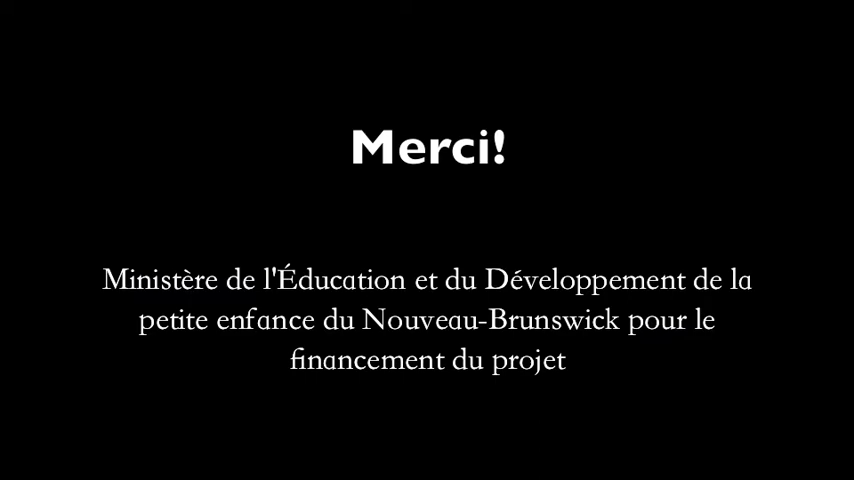 Merci!
Ministère de l'Éducation et du Développement de la
petite enfance du Nouveau-Brunswick pour le
financement du projet